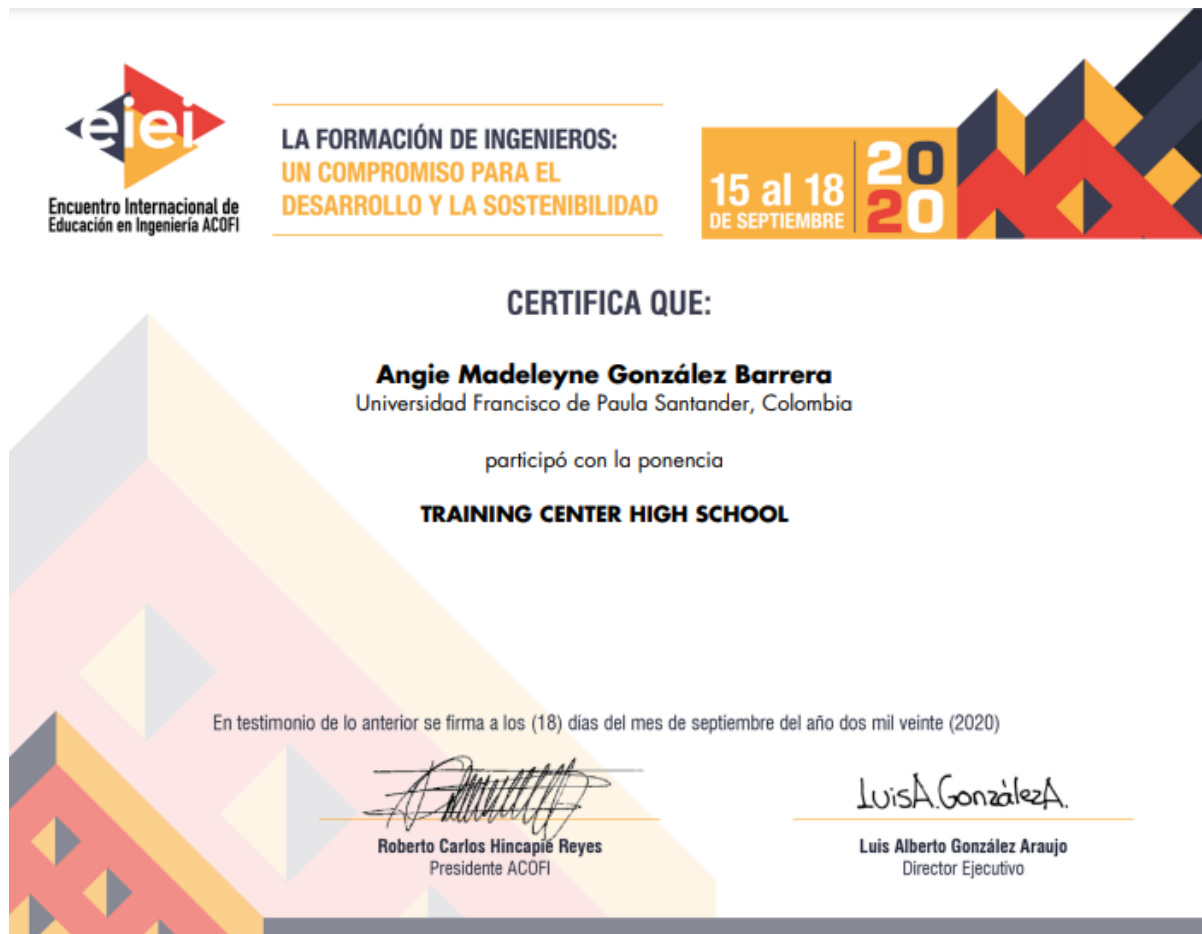 eiei
Encuentro Internacional de
Educación en Ingeniería ACOFI
LA FORMACIÓN DE INGENIEROS:
UN COMPROMISO PARA EL
DESARROLLO Y LA SOSTENIBILIDAD
15 al 18
DE SEPTIEMBRE
20
20
CERTIFICA QUE:
Angie Madeleyne González Barrera
Universidad Francisco de Paula Santander, Colombia
participó con la ponencia
TRAINING CENTER HIGH SCHOOL
En testimonio de lo anterior se firma a los (18) días del mes de septiembre del año dos mil veinte (2020)
LuisA.GonzálezA.
Roberto Carlos Hincapié Reyes
Presidente ACOFI
Luis Alberto González Araujo
Director Ejecutivo